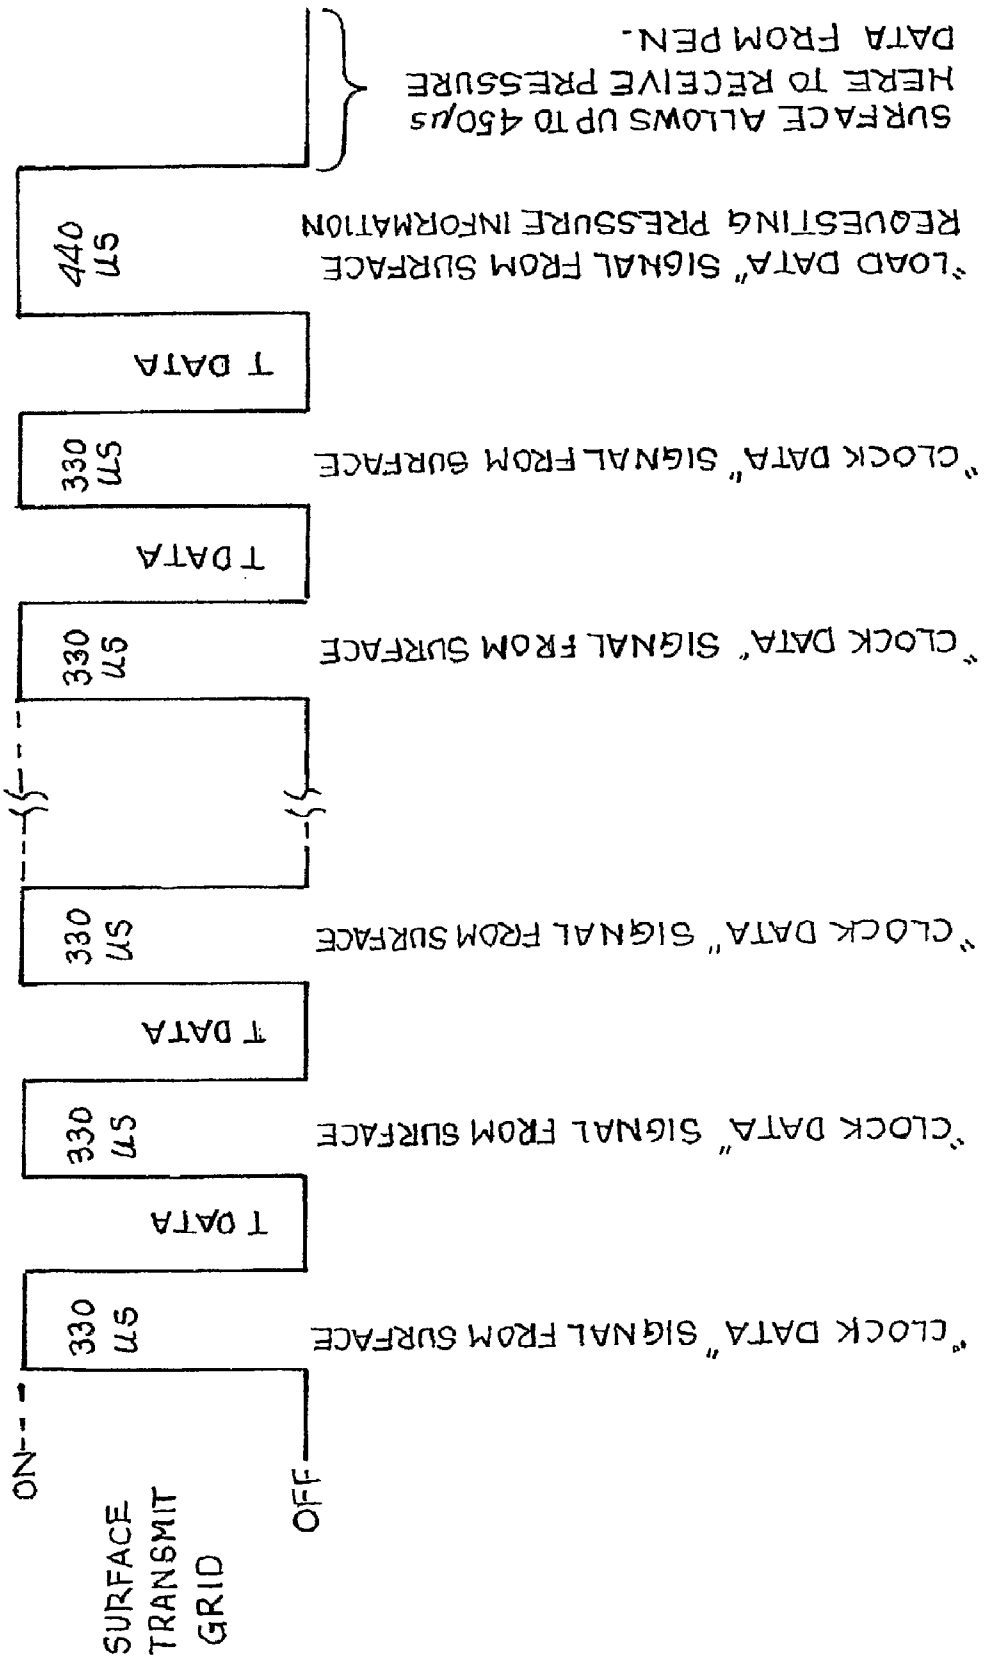 SURFACE
TRANSMIT
GRID
ON
OFF
330
US
T DATA
330
US
T DATA
330
US
330
US
T DATA
330
US
T DATA
440
US
"CLOCK DATA" SIGNAL FROM SURFACE
"CLOCK DATA" SIGNAL FROM SURFACE
"CLOCK DATA" SIGNAL FROM SURFACE
"CLOCK DATA" SIGNAL FROM SURFACE
"CLOCK DATA" SIGNAL FROM SURFACE
"LOAD DATA" SIGNAL FROM SURFACE
REQUESTING PRESSURE INFORMATION
SURFACE ALLOWS UP TO 450μs
HERE TO RECEIVE PRESSURE
DATA FROM PEN.